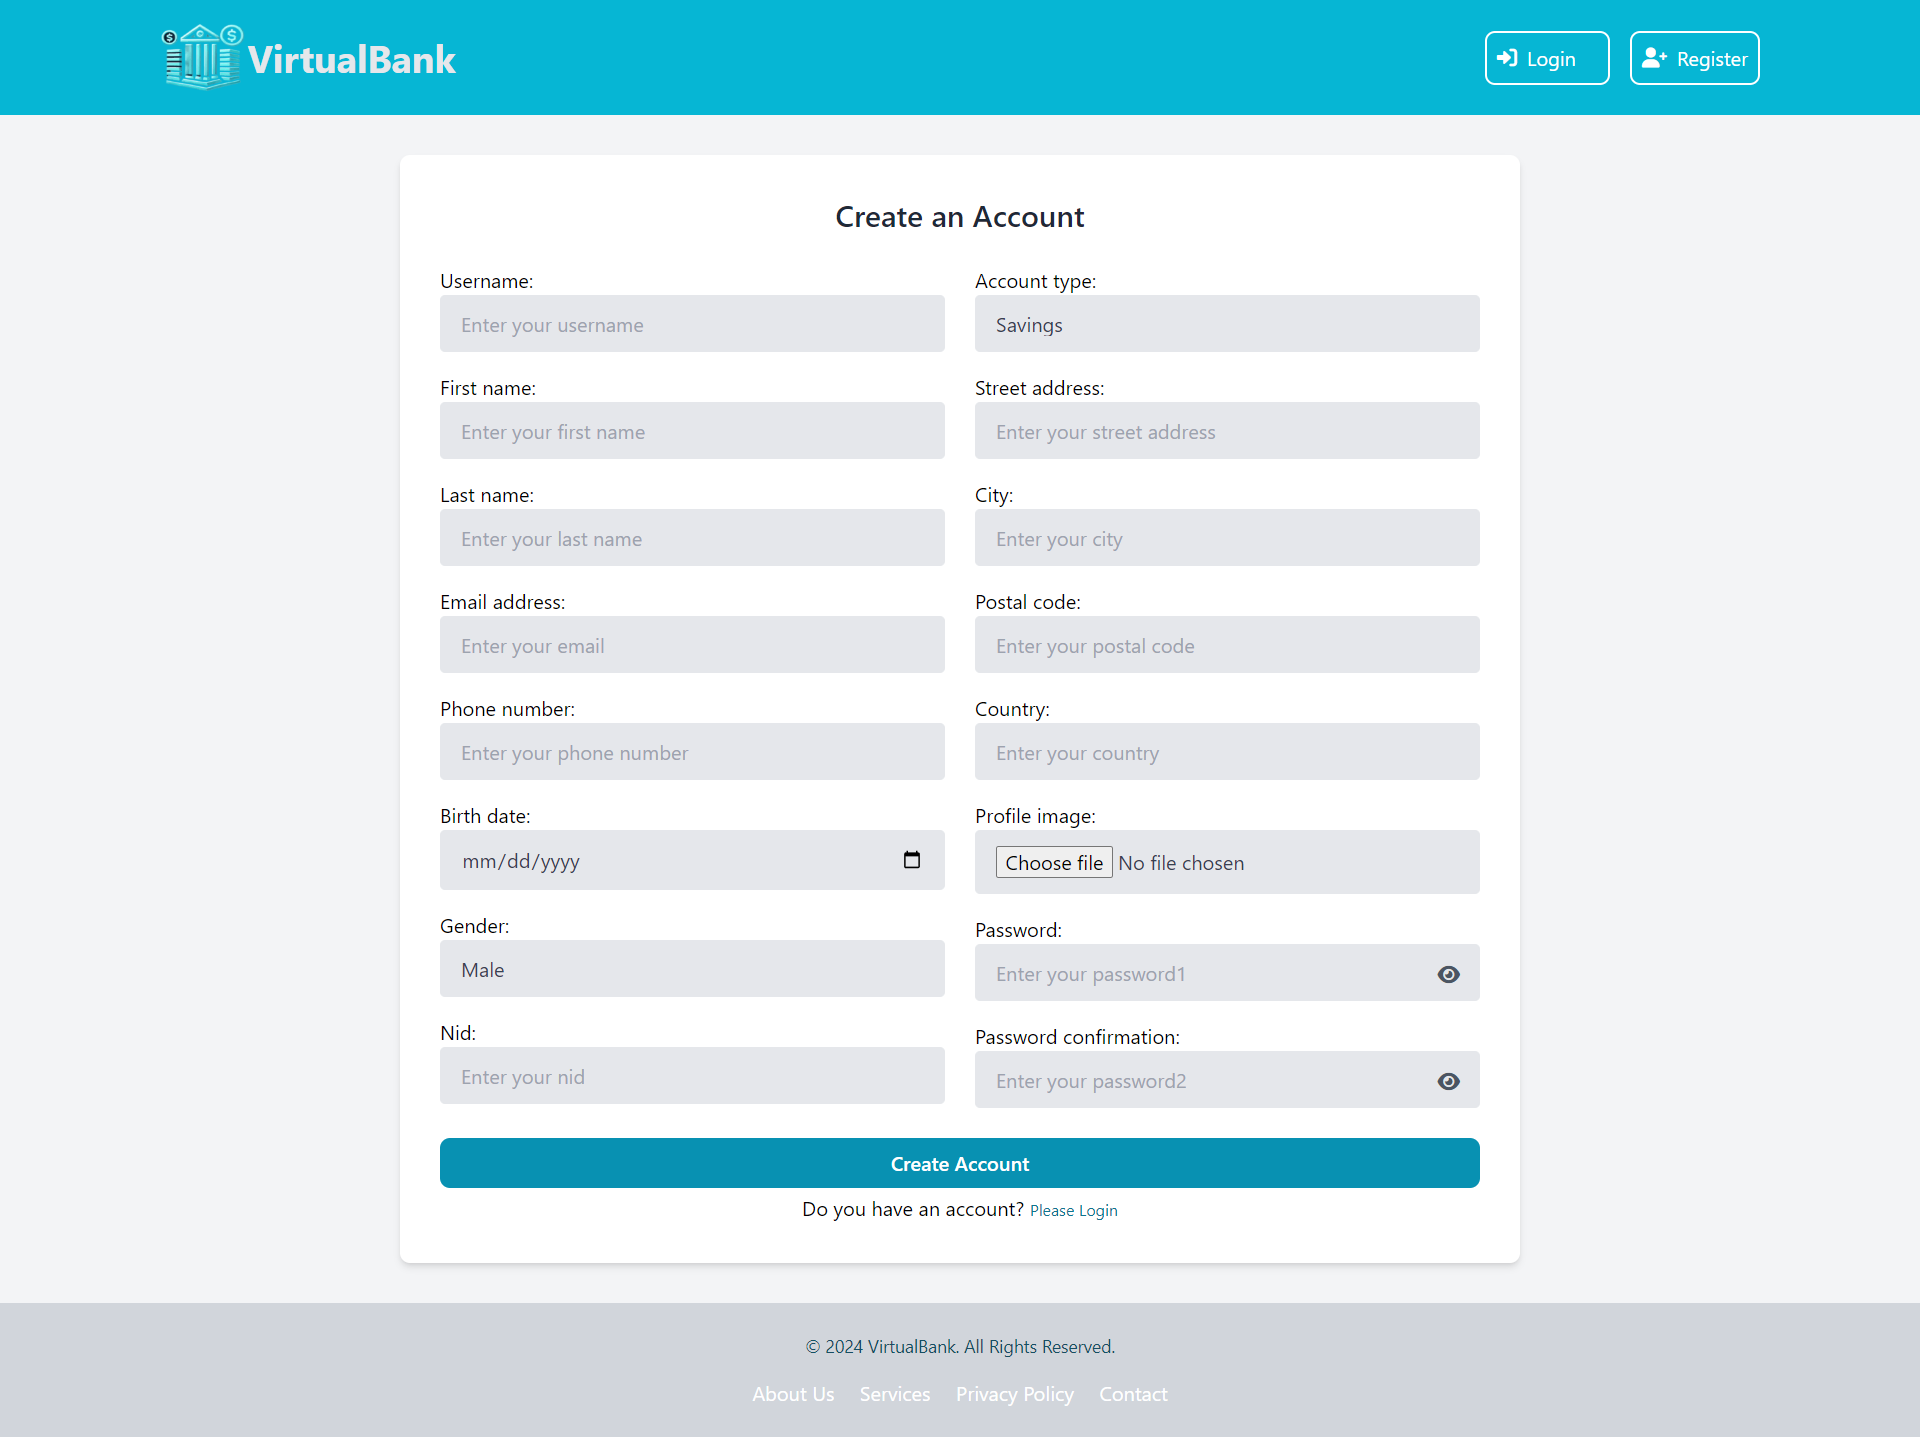 VirtualBank
Login
Register
Create an Account
Username:
Enter your username
First name:
Enter your first name
Last name:
Enter your last name
Email address:
Enter your email
Phone number:
Enter your phone number
Birth date:
mm/dd/yyyy
Gender:
Male
Nid:
Enter your nid
Account type:
Savings
Street address:
Enter your street address
City:
Enter your city
Postal code:
Enter your postal code
Country:
Enter your country
Profile image:
Choose file No file chosen
Password:
Enter your password1
Password confirmation:
Enter your password2
Create Account
Do you have an account? Please Login
© 2024 VirtualBank. All Rights Reserved.
About Us Services Privacy Policy Contact